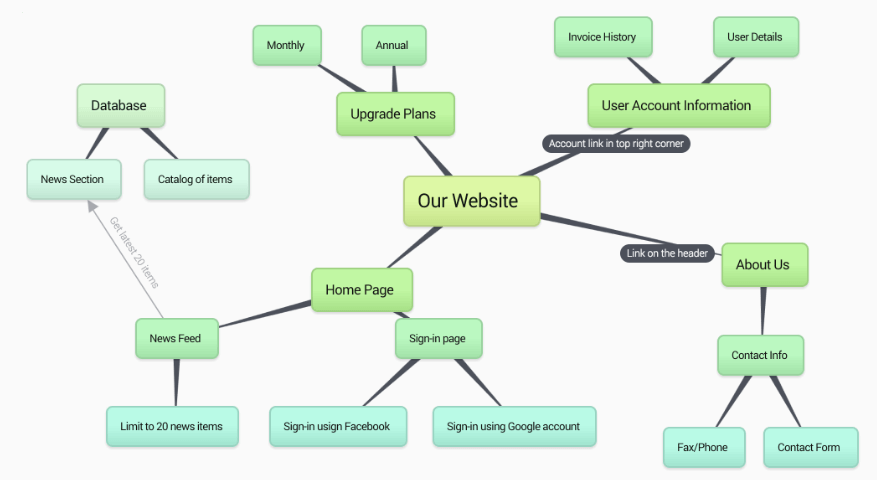 Invoice History
User Details
Monthly
Annual
Database
Upgrade Plans
User Account Information
Account link in top right corner
News Section
Catalog of items
Our Website
Get latest 20 items
Link on the header
About Us
Home Page
News Feed
Sign-in page
Contact Info
Limit to 20 news items
Sign-in usign Facebook
Sign-in using Google account
Fax/Phone
Contact Form